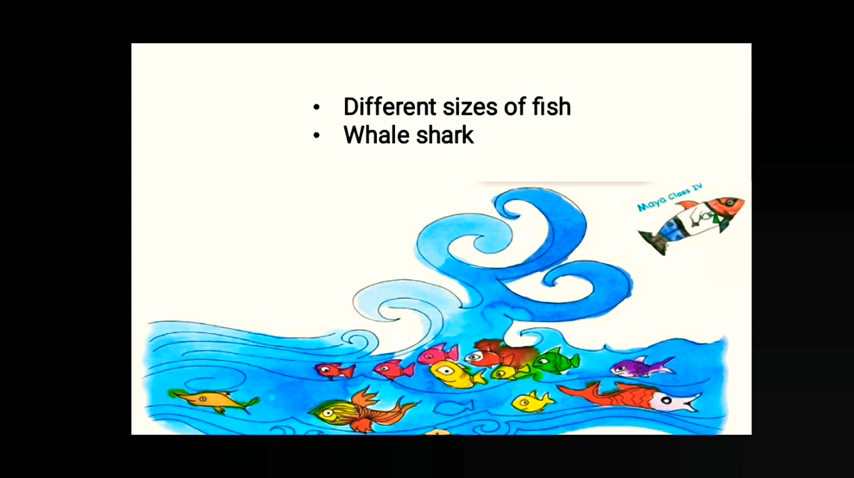 • Different sizes of fish
• Whale shark
Maya Class IV